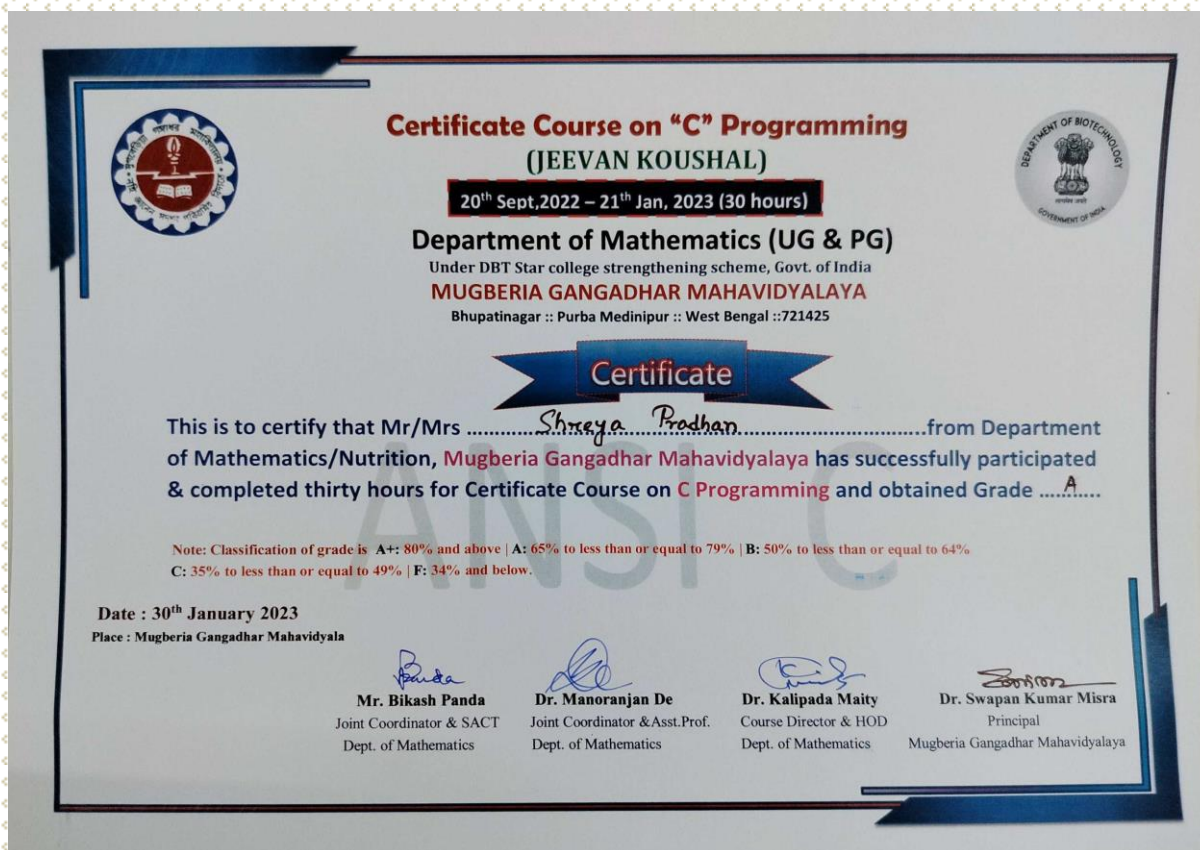 Certificate Course on “C” Programming
(JEEVAN KOUSHAL)
20th Sept,2022 – 21th Jan, 2023 (30 hours)
Department of Mathematics (UG & PG)
Under DBT Star college strengthening scheme, Govt. of India
MUGBERIA GANGADHAR MAHAVIDYALAYA
Bhupatinagar :: Purba Medinipur :: West Bengal ::721425
DEPARTMENT OF BIOTECHNOLOGY
GOVERNMENT OF INDIA
Certificate
This is to certify that Mr/Mrs ...........Shreya Pradhan................................from Department
of Mathematics/Nutrition, Mugberia Gangadhar Mahavidyalaya has successfully participated
& completed thirty hours for Certificate Course on C Programming and obtained Grade .....A....
ANSI C
Note: Classification of grade is A+: 80% and above | A: 65% to less than or equal to 79% | B: 50% to less than or equal to 64%
C: 35% to less than or equal to 49% | F: 34% and below.
Date : 30th January 2023
Place : Mugberia Gangadhar Mahavidyala
Panda
Mr. Bikash Panda
Joint Coordinator & SACT
Dept. of Mathematics
Dr. Manoranjan De
Joint Coordinator &Asst.Prof.
Dept. of Mathematics
Dr. Kalipada Maity
Course Director & HOD
Dept. of Mathematics
Dr. Swapan Kumar Misra
Principal
Mugberia Gangadhar Mahavidyalaya